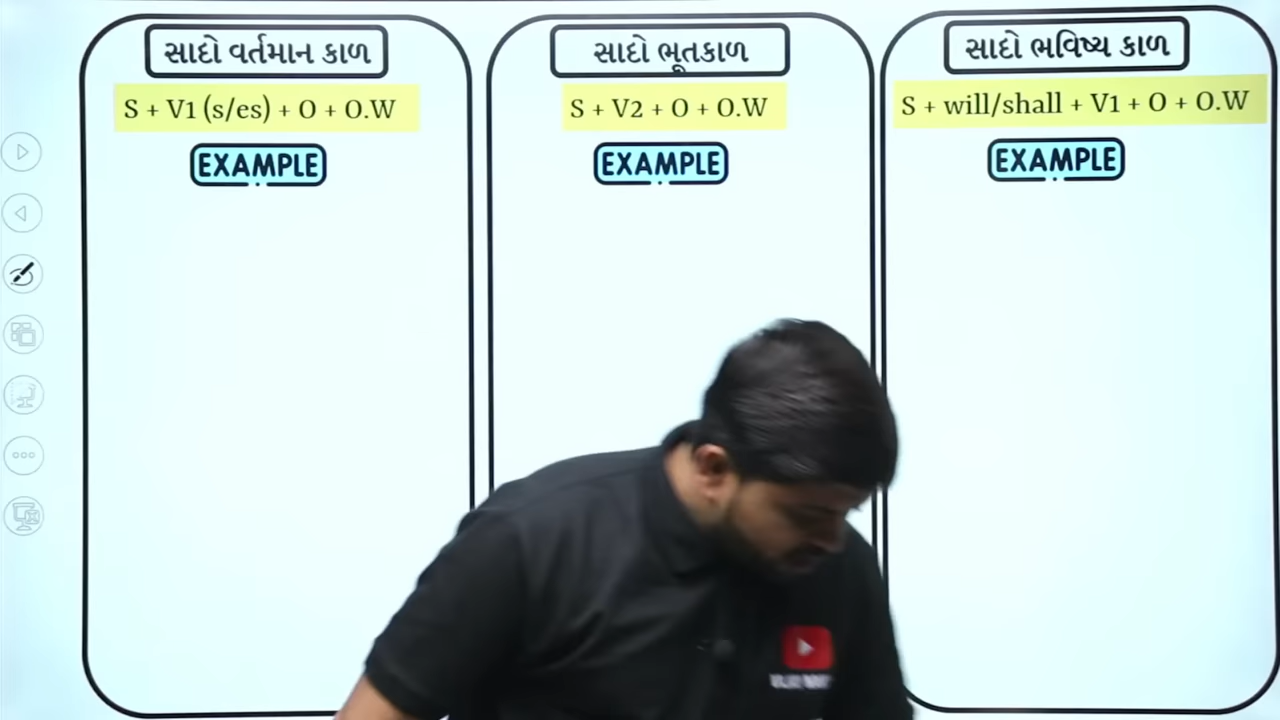 સાદો વર્તમાન કાળ
S + V1 (s/es) + O + O.W
EXAMPLE
સાદો ભૂતકાળ
S + V2 + O + O.W
EXAMPLE
સાદો ભવિષ્ય કાળ
S + will/shall + V1 + O + O.W
EXAMPLE